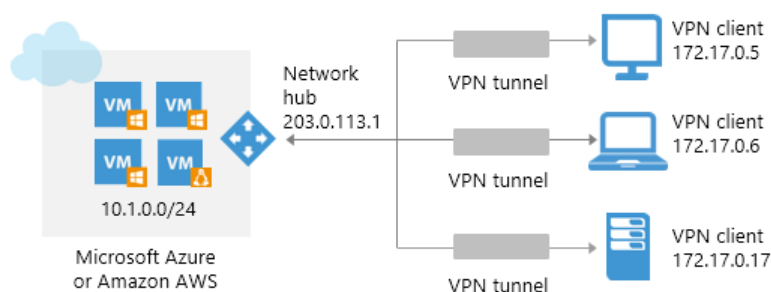 VM
VM
VM
VM
10.1.0.0/24
Microsoft Azure
or Amazon AWS
Network
hub
203.0.113.1
VPN tunnel
VPN client
172.17.0.5
VPN tunnel
VPN client
172.17.0.6
VPN tunnel
VPN client
172.17.0.17